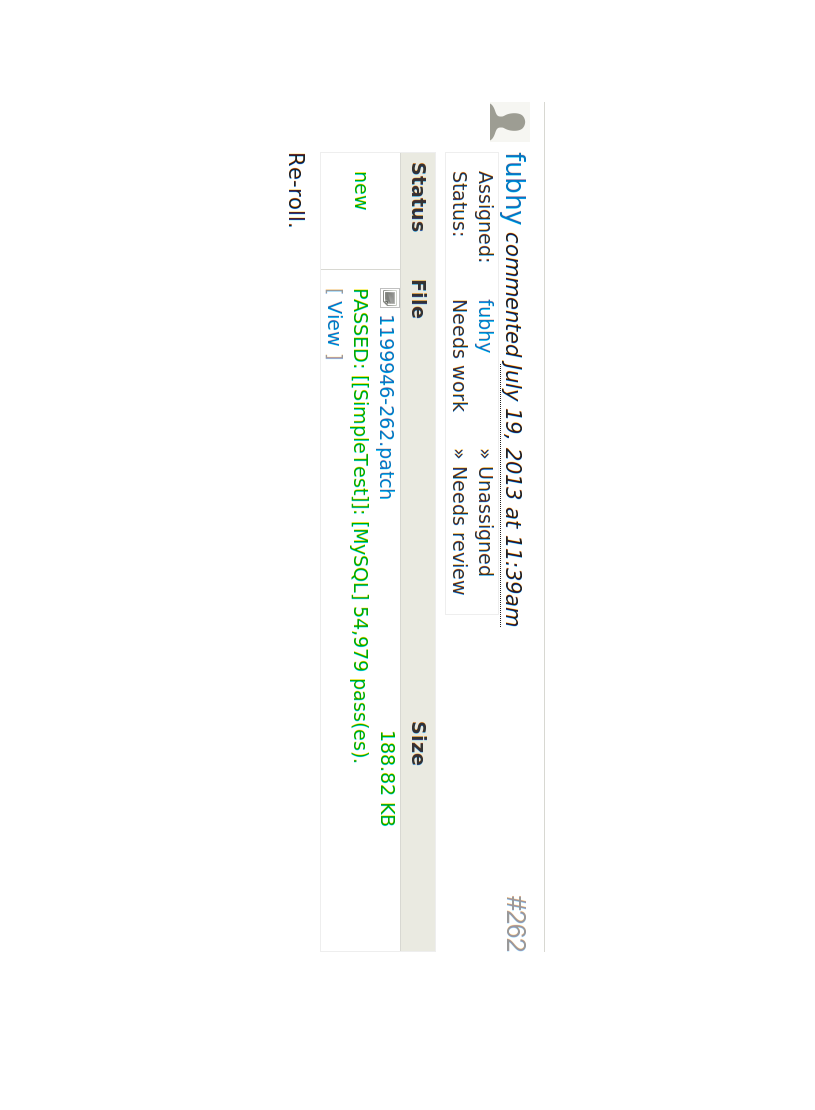 fubhy commented July 19, 2013 at 11:39am #262
Assigned: fubhy » Unassigned
Status: Needs work » Needs review
Status File Size
new 1199946-262.patch 188.82 KB
PASSED: [[SimpleTest]]: [MySQL] 54,979 pass(es).
[ View ]
Re-roll.